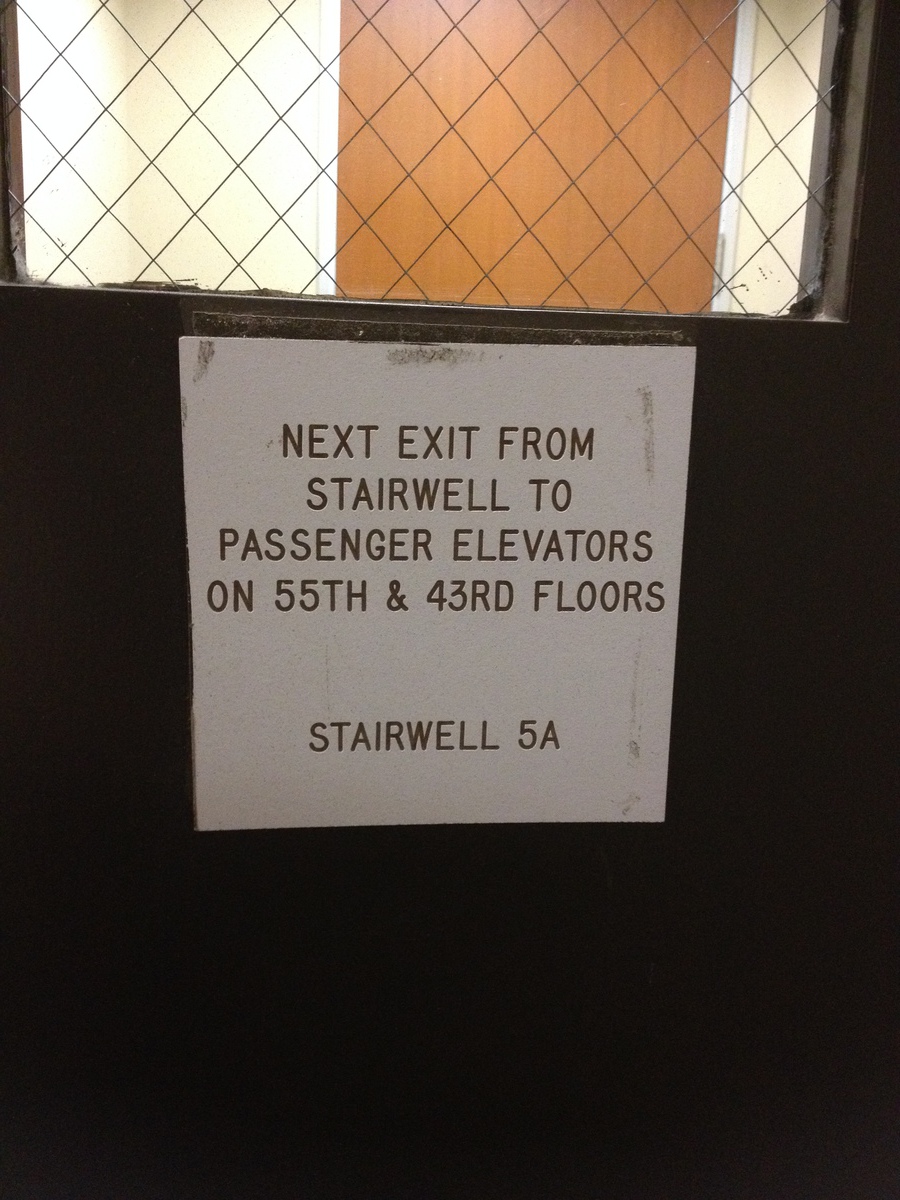 NEXT EXIT FROM
STAIRWELL TO
PASSENGER ELEVATORS
ON 55TH & 43RD FLOORS
STAIRWELL 5A